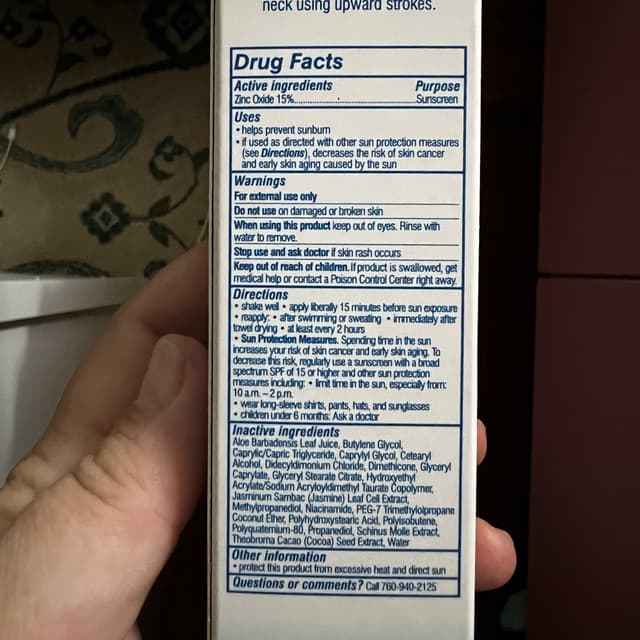 neck using upward strokes.
Drug Facts
Active ingredients Purpose
Zinc Oxide 15%........................................Sunscreen
Uses
• helps prevent sunburn
• if used as directed with other sun protection measures
(see Directions), decreases the risk of skin cancer
and early skin aging caused by the sun
Warnings
For external use only
Do not use on damaged or broken skin
When using this product keep out of eyes. Rinse with
water to remove.
Stop use and ask doctor if skin rash occurs
Keep out of reach of children. If product is swallowed, get
medical help or contact a Poison Control Center right away.
Directions
• shake well • apply liberally 15 minutes before sun exposure
• reapply: • after swimming or sweating • immediately after
towel drying • at least every 2 hours
• Sun Protection Measures. Spending time in the sun
increases your risk of skin cancer and early skin aging. To
decrease this risk, regularly use a sunscreen with a broad
spectrum SPF of 15 or higher and other sun protection
measures including: • limit time in the sun, especially from:
10 a.m. – 2 p.m.
• wear long-sleeve shirts, pants, hats, and sunglasses
• children under 6 months: Ask a doctor
Inactive ingredients
Aloe Barbadensis Leaf Juice, Butylene Glycol,
Caprylic/Capric Triglyceride, Caprylyl Glycol, Cetearyl
Alcohol, Didecyldimonium Chloride, Dimethicone, Glyceryl
Caprylate, Glyceryl Stearate Citrate, Hydroxyethyl
Acrylate/Sodium Acryloyldimethyl Taurate Copolymer,
Jasminum Sambac (Jasmine) Leaf Cell Extract,
Methylpropanediol, Niacinamide, PEG-7 Trimethylolpropane
Coconut Ether, Polyhydroxystearic Acid, Polyisobutene,
Polyquaternium-80, Propanediol, Schinus Molle Extract,
Theobroma Cacao (Cocoa) Seed Extract, Water
Other information
• protect this product from excessive heat and direct sun
Questions or comments? Call 760-940-2125